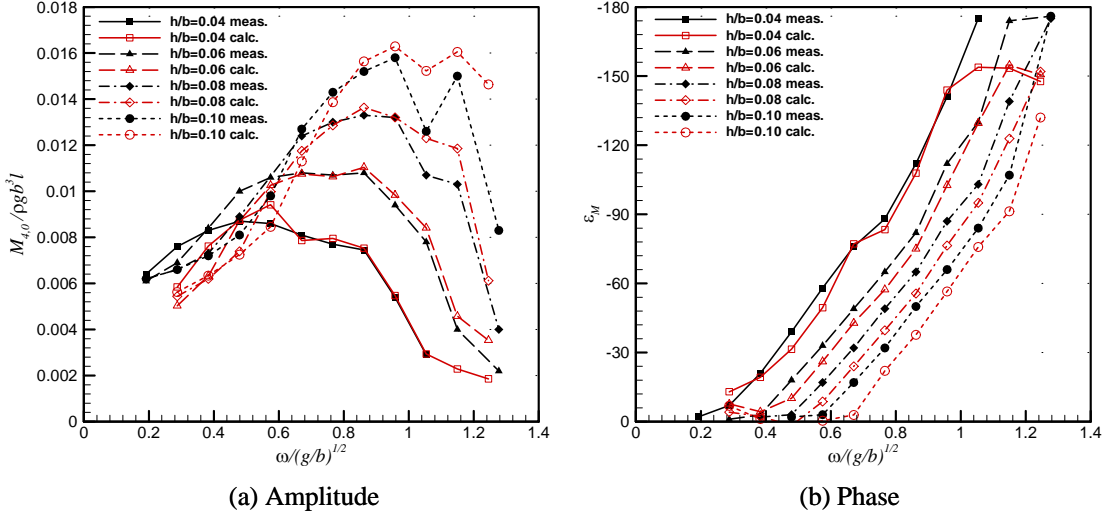 h/b=0.04 meas.
h/b=0.04 calc.
h/b=0.06 meas.
h/b=0.06 calc.
h/b=0.08 meas.
h/b=0.08 calc.
h/b=0.10 meas.
h/b=0.10 calc.
M4,0/ρgb³l
0.018
0.016
0.014
0.012
0.01
0.008
0.006
0.004
0.002
0
0 0.2 0.4 0.6 0.8 1 1.2 1.4
ω/(g/b)^1/2
(a) Amplitude
h/b=0.04 meas.
h/b=0.04 calc.
h/b=0.06 meas.
h/b=0.06 calc.
h/b=0.08 meas.
h/b=0.08 calc.
h/b=0.10 meas.
h/b=0.10 calc.
εM
-180
-150
-120
-90
-60
-30
0
0 0.2 0.4 0.6 0.8 1 1.2 1.4
ω/(g/b)^1/2
(b) Phase